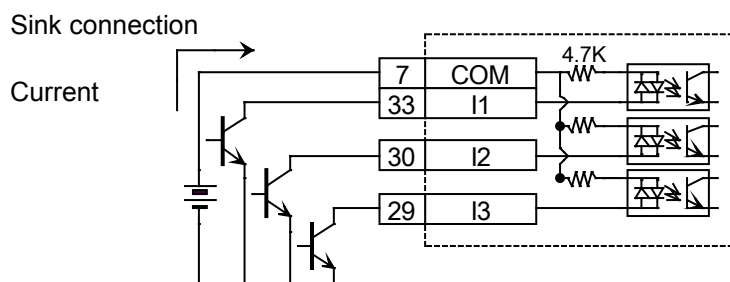 Sink connection
Current
4.7K
7 COM
33 I1
30 I2
29 I3